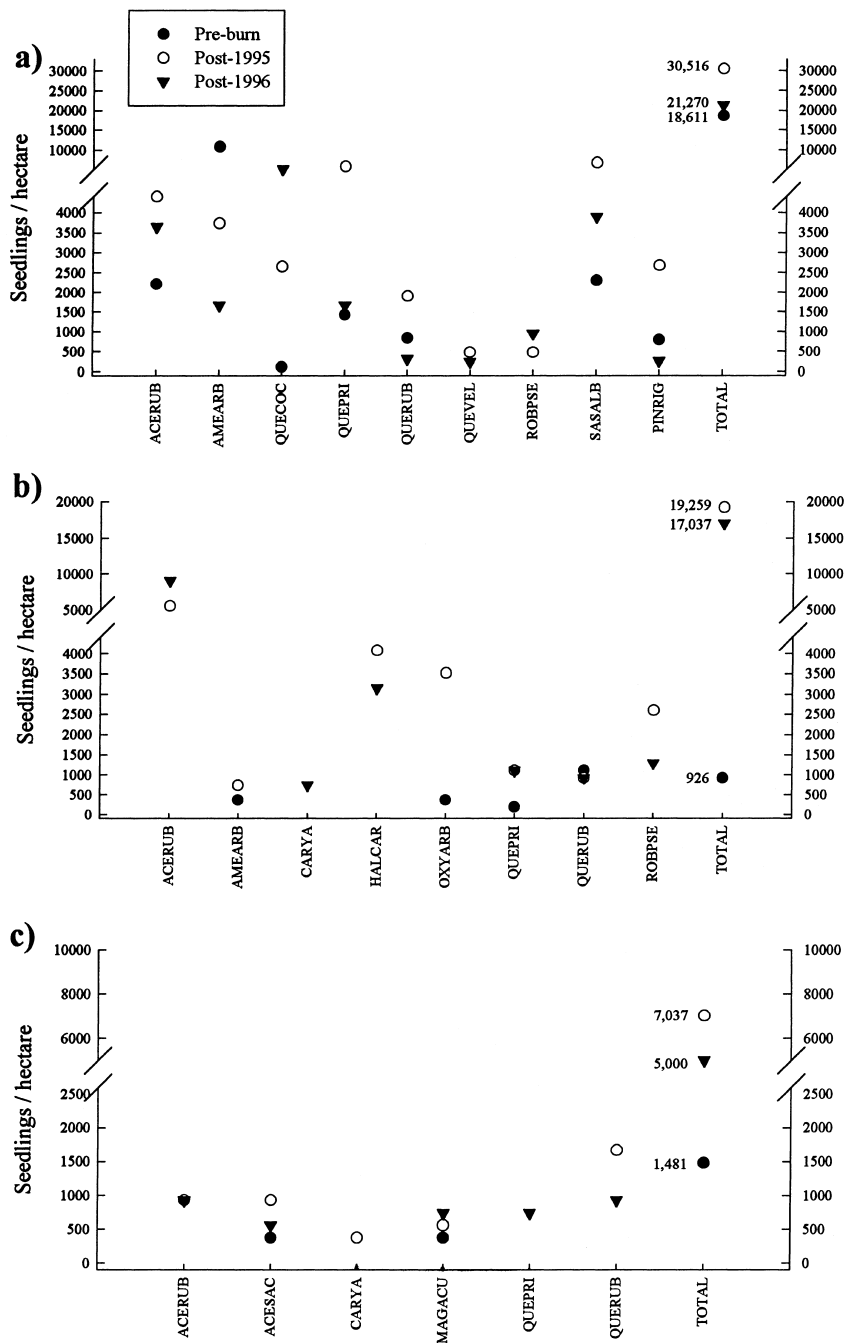 Pre-burn
Post-1995
Post-1996
a)
Seedlings / hectare
30000
25000
20000
15000
10000
4000
3500
3000
2500
2000
1500
1000
500
0
30,516
21,270
18,611
30000
25000
20000
15000
10000
4000
3500
3000
2500
2000
1500
1000
500
0
ACERUB
AMEARB
QUECOC
QUEPRI
QUERUB
QUEVEL
ROBPSE
SASALB
PINRIG
TOTAL
b)
Seedlings / hectare
20000
15000
10000
5000
4000
3500
3000
2500
2000
1500
1000
500
0
19,259
17,037
926
20000
15000
10000
5000
4000
3500
3000
2500
2000
1500
1000
500
0
ACERUB
AMEARB
CARYA
HALCAR
OXYARB
QUEPRI
QUERUB
ROBPSE
TOTAL
c)
Seedlings / hectare
10000
8000
6000
2500
2000
1500
1000
500
0
7,037
5,000
1,481
10000
8000
6000
2500
2000
1500
1000
500
0
ACERUB
ACESAC
CARYA
MAGACU
QUEPRI
QUERUB
TOTAL